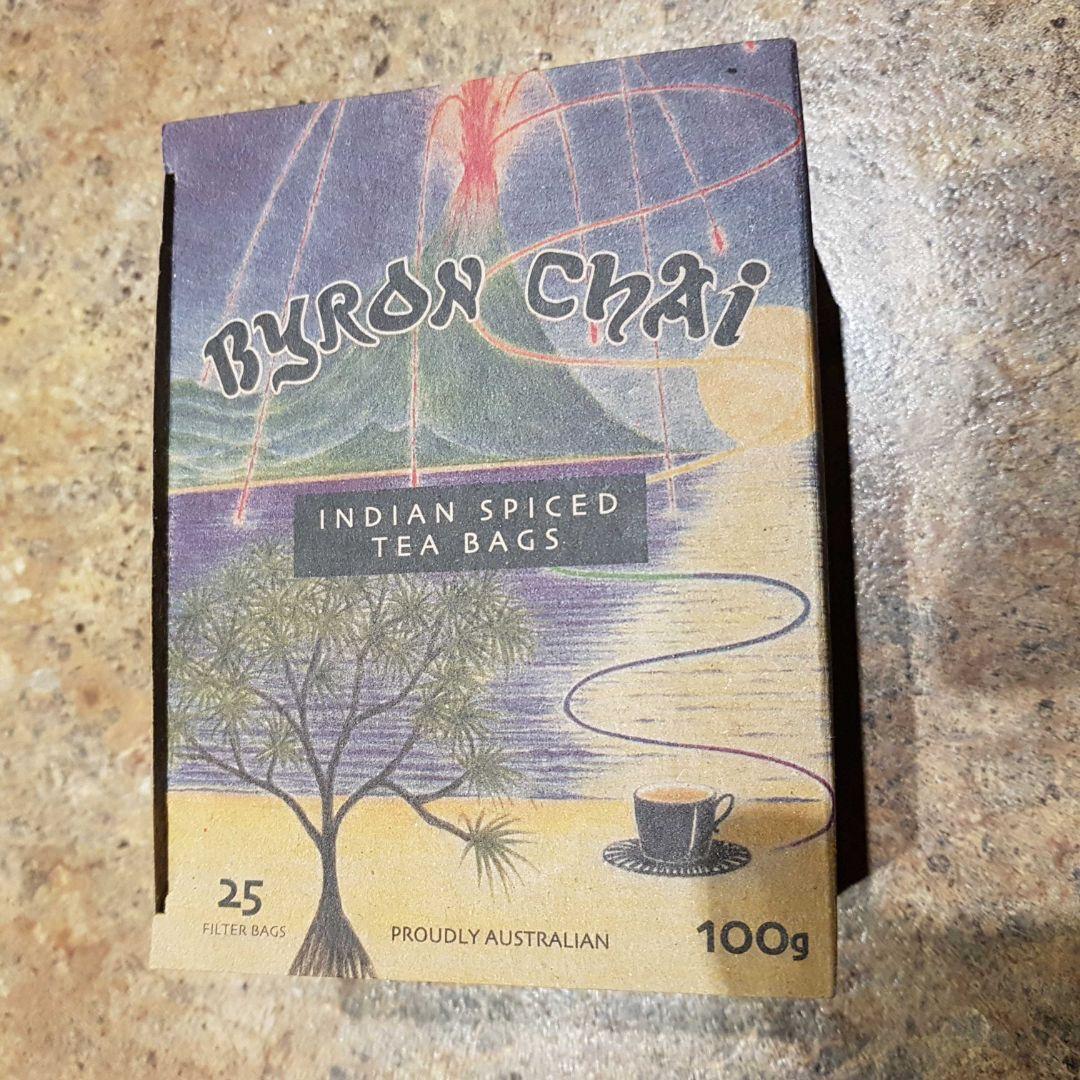 Byron Chai
INDIAN SPICED
TEA BAGS
25
FILTER BAGS
PROUDLY AUSTRALIAN
100g